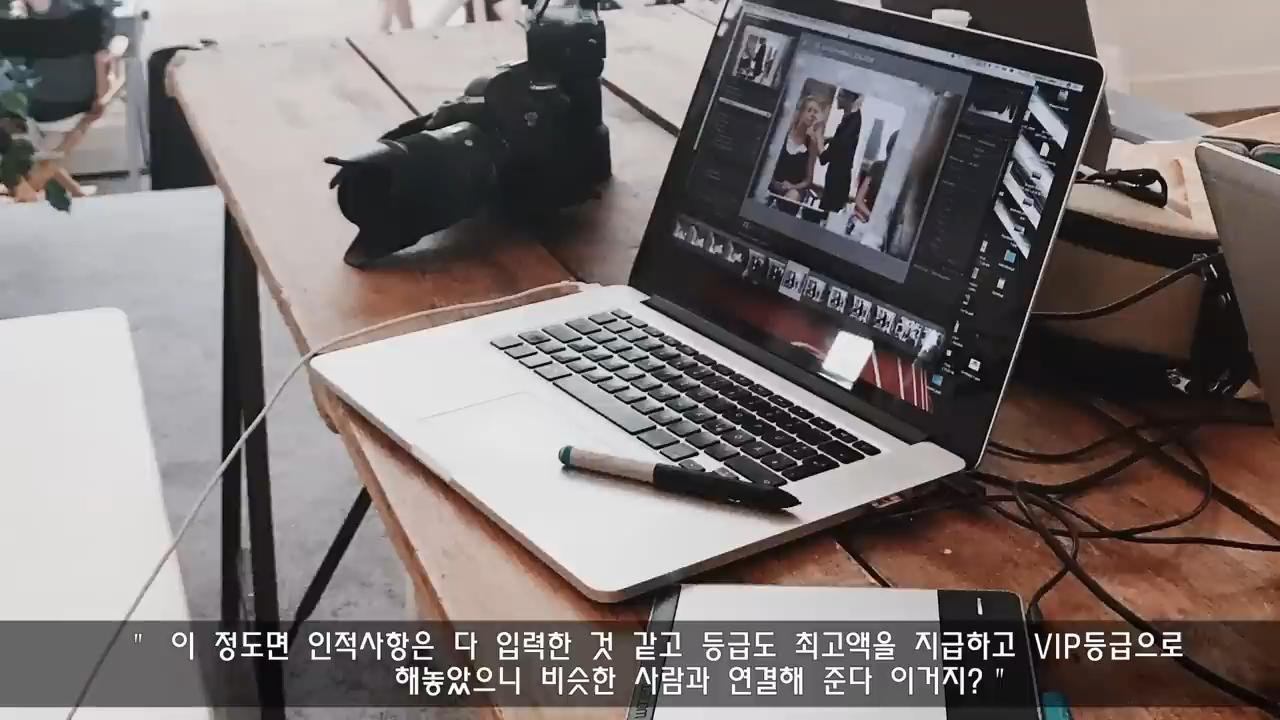 " 이 정도면 인적사항은 다 입력한 것 같고 등급도 최고액을 지급하고 VIP등급으로
해놓았으니 비슷한 사람과 연결해 준다 이거지? "